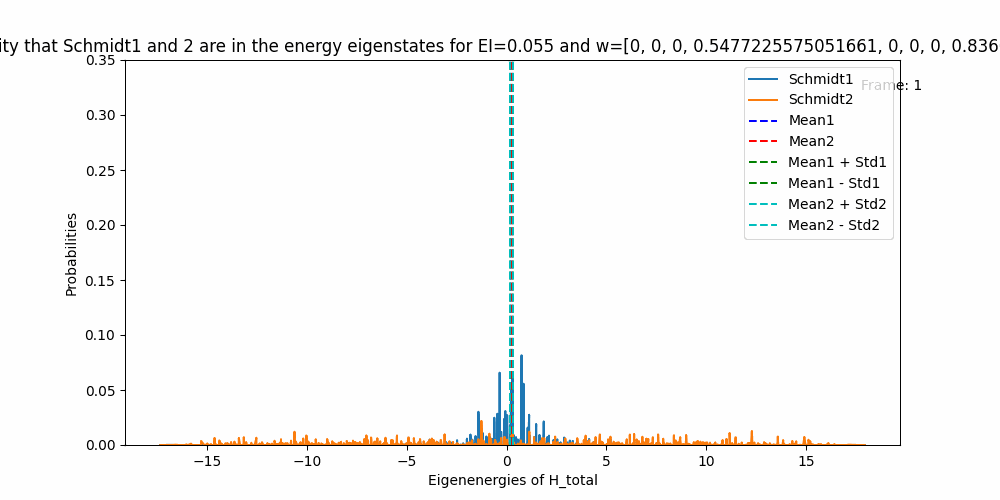 ity that Schmidt1 and 2 are in the energy eigenstates for EI=0.055 and w=[0, 0, 0, 0.5477225575051661, 0, 0, 0, 0.836
Frame: 1
Schmidt1
Schmidt2
Mean1
Mean2
Mean1 + Std1
Mean1 - Std1
Mean2 + Std2
Mean2 - Std2
Probabilities
0.35
0.30
0.25
0.20
0.15
0.10
0.05
0.00
−15 −10 −5 0 5 10 15
Eigenenergies of H_total